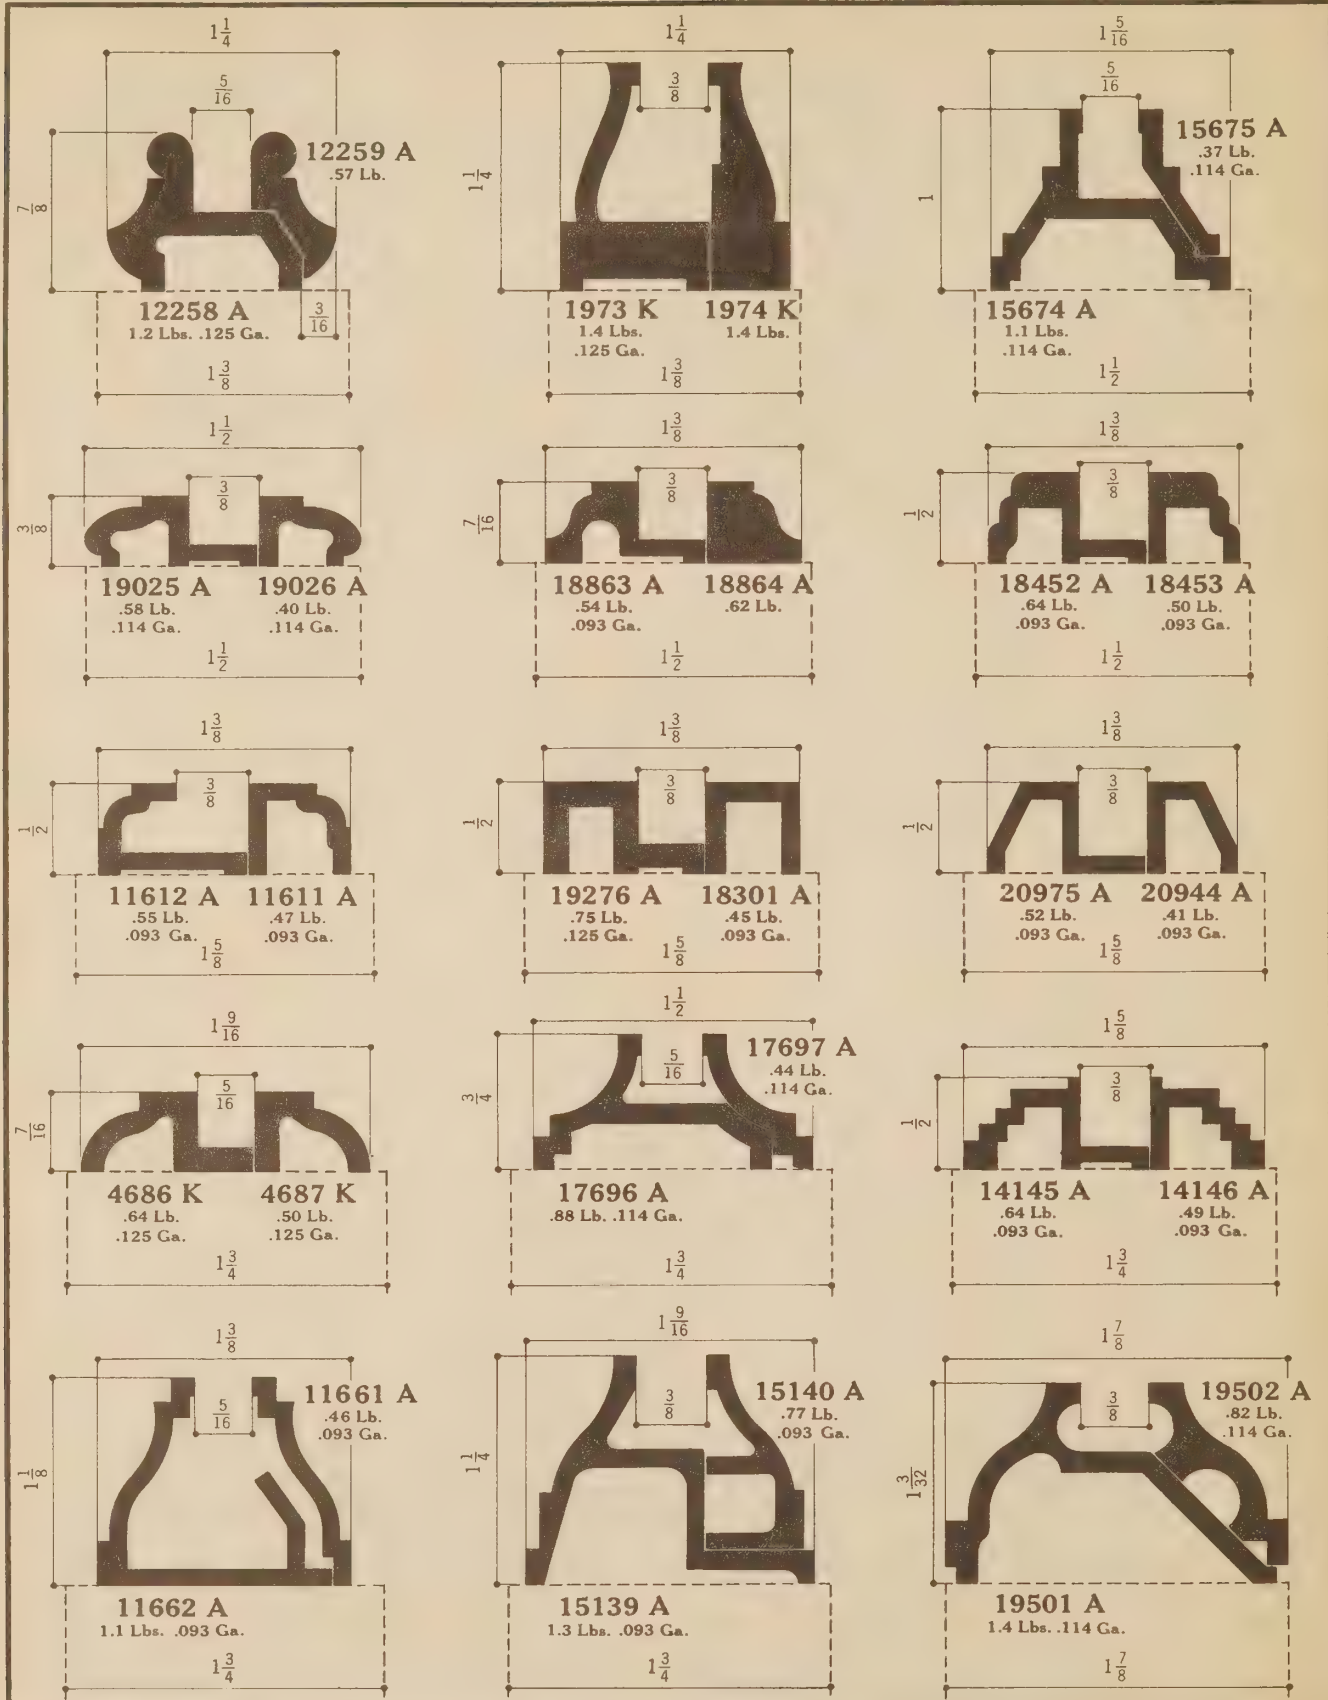 1 1/4
5/16
7/8
12259 A
.57 Lb.
12258 A
1.2 Lbs. .125 Ga.
3/16
1 3/8
1 1/4
3/8
1 1/4
1973 K
1.4 Lbs.
.125 Ga.
1974 K
1.4 Lbs.
1 3/8
1 5/16
5/16
1
15675 A
.37 Lb.
.114 Ga.
15674 A
1.1 Lbs.
.114 Ga.
1 1/2
1 1/2
3/8
3/8
19025 A
.58 Lb.
.114 Ga.
19026 A
.40 Lb.
.114 Ga.
1 1/2
1 3/8
3/8
7/16
18863 A
.54 Lb.
.093 Ga.
18864 A
.62 Lb.
1 1/2
1 3/8
3/8
1/2
18452 A
.64 Lb.
.093 Ga.
18453 A
.50 Lb.
.093 Ga.
1 1/2
1 3/8
3/8
1/2
11612 A
.55 Lb.
.093 Ga.
11611 A
.47 Lb.
.093 Ga.
1 5/8
1 3/8
3/8
1/2
19276 A
.75 Lb.
.125 Ga.
18301 A
.45 Lb.
.093 Ga.
1 5/8
1 3/8
3/8
1/2
20975 A
.52 Lb.
.093 Ga.
20944 A
.41 Lb.
.093 Ga.
1 5/8
1 9/16
5/16
7/16
4686 K
.64 Lb.
.125 Ga.
4687 K
.50 Lb.
.125 Ga.
1 3/4
1 1/2
5/16
3/4
17697 A
.44 Lb.
.114 Ga.
17696 A
.88 Lb. .114 Ga.
1 3/4
1 5/8
3/8
1/2
14145 A
.64 Lb.
.093 Ga.
14146 A
.49 Lb.
.093 Ga.
1 3/4
1 3/8
5/16
1 1/8
11661 A
.46 Lb.
.093 Ga.
11662 A
1.1 Lbs. .093 Ga.
1 3/4
1 9/16
3/8
1 1/4
15140 A
.77 Lb.
.093 Ga.
15139 A
1.3 Lbs. .093 Ga.
1 3/4
1 7/8
3/8
1 3/32
19502 A
.82 Lb.
.114 Ga.
19501 A
1.4 Lbs. .114 Ga.
1 7/8